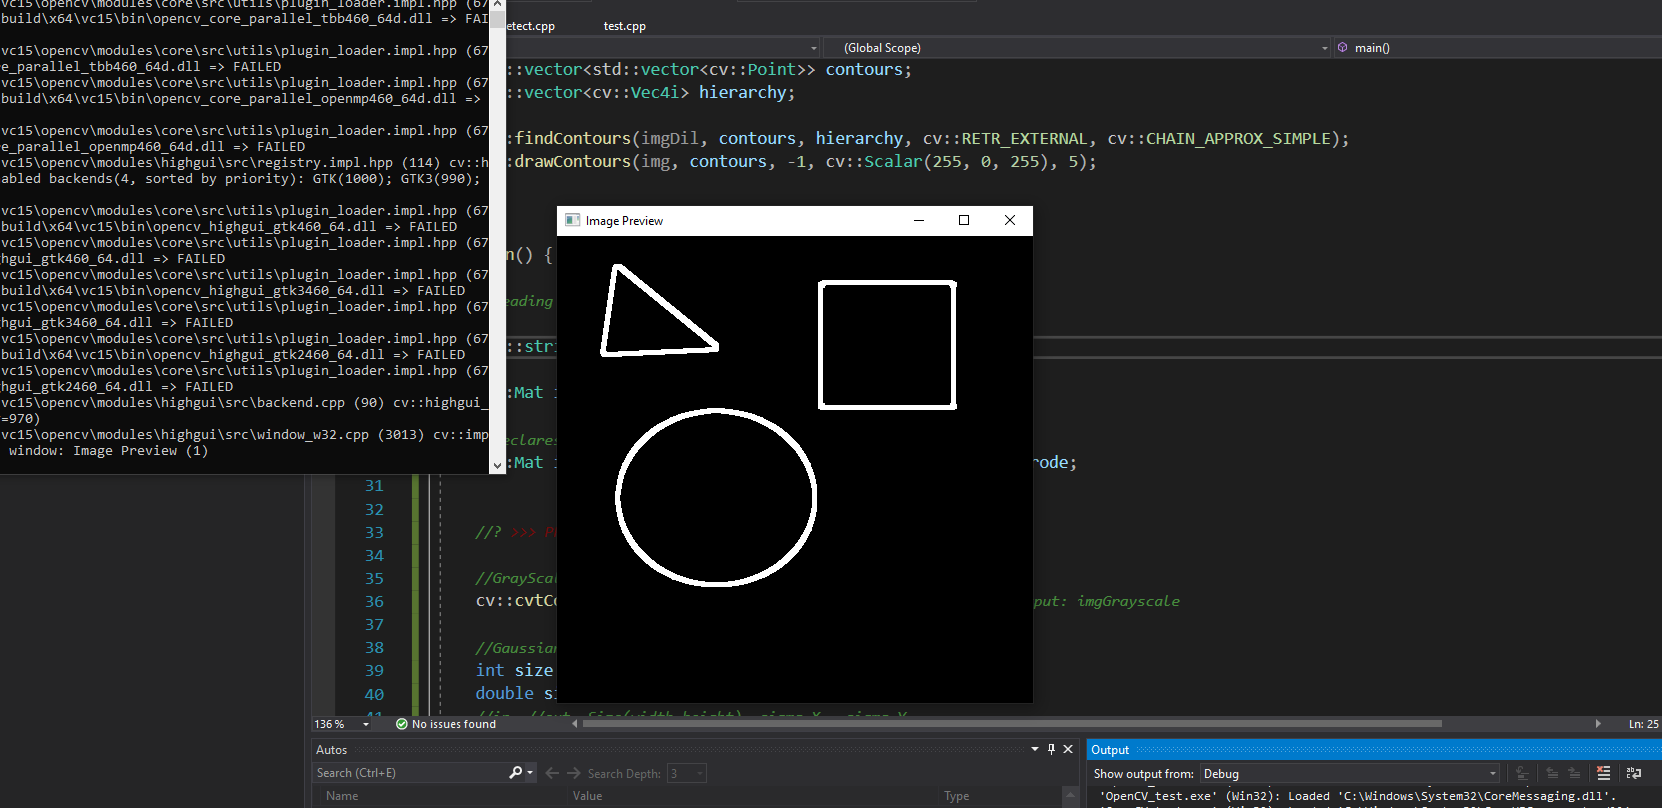 vc15\opencv\modules\core\src\utils\plugin_loader.impl.hpp (67
build\x64\vc15\bin\opencv_core_parallel_tbb460_64d.dll => FAI
vc15\opencv\modules\core\src\utils\plugin_loader.impl.hpp (67
e_parallel_tbb460_64d.dll => FAILED
vc15\opencv\modules\core\src\utils\plugin_loader.impl.hpp (67
build\x64\vc15\bin\opencv_core_parallel_openmp460_64d.dll =>
vc15\opencv\modules\core\src\utils\plugin_loader.impl.hpp (67
e_parallel_openmp460_64d.dll => FAILED
vc15\opencv\modules\highgui\src\registry.impl.hpp (114) cv::h
abled backends(4, sorted by priority): GTK(1000); GTK3(990);
vc15\opencv\modules\core\src\utils\plugin_loader.impl.hpp (67
build\x64\vc15\bin\opencv_highgui_gtk460_64.dll => FAILED
vc15\opencv\modules\core\src\utils\plugin_loader.impl.hpp (67
ghgui_gtk460_64.dll => FAILED
vc15\opencv\modules\core\src\utils\plugin_loader.impl.hpp (67
build\x64\vc15\bin\opencv_highgui_gtk3460_64.dll => FAILED
vc15\opencv\modules\core\src\utils\plugin_loader.impl.hpp (67
ghgui_gtk3460_64.dll => FAILED
vc15\opencv\modules\core\src\utils\plugin_loader.impl.hpp (67
build\x64\vc15\bin\opencv_highgui_gtk2460_64.dll => FAILED
vc15\opencv\modules\core\src\utils\plugin_loader.impl.hpp (67
ghgui_gtk2460_64.dll => FAILED
vc15\opencv\modules\highgui\src\backend.cpp (90) cv::highgui_
=970)
vc15\opencv\modules\highgui\src\window_w32.cpp (3013) cv::imp
window: Image Preview (1)
etect.cpp test.cpp
(Global Scope) main()
::vector<std::vector<cv::Point>> contours;
::vector<cv::Vec4i> hierarchy;
:findContours(imgDil, contours, hierarchy, cv::RETR_EXTERNAL, cv::CHAIN_APPROX_SIMPLE);
:drawContours(img, contours, -1, cv::Scalar(255, 0, 255), 5);
Image Preview
n() {
eading
::stri
:Mat i
eclares
:Mat i rode;
31
32
33 //? >>> P
34
35 //GrayScal
36 cv::cvtCo put: imgGrayscale
37
38 //Gaussian
39 int size
40 double si
136 % No issues found Ln: 25
Autos
Search (Ctrl+E) Search Depth: 3
Name Value Type
Output
Show output from: Debug
'OpenCV_test.exe' (Win32): Loaded 'C:\Windows\System32\CoreMessaging.dll'.